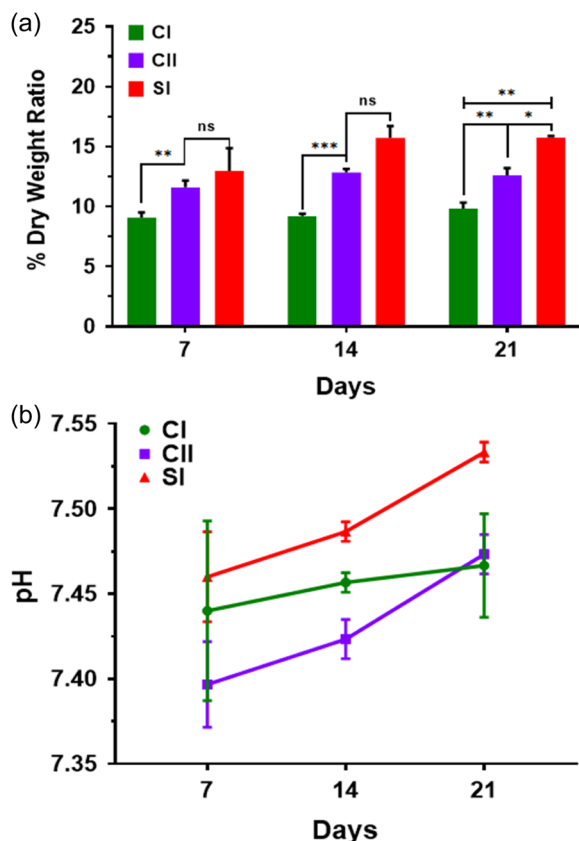 (a)
CI
CII
SI
% Dry Weight Ratio
25
20
15
10
5
0
** ns
*** ns
**
** *
7 14 21
Days
(b)
CI
CII
SI
pH
7.55
7.50
7.45
7.40
7.35
7 14 21
Days